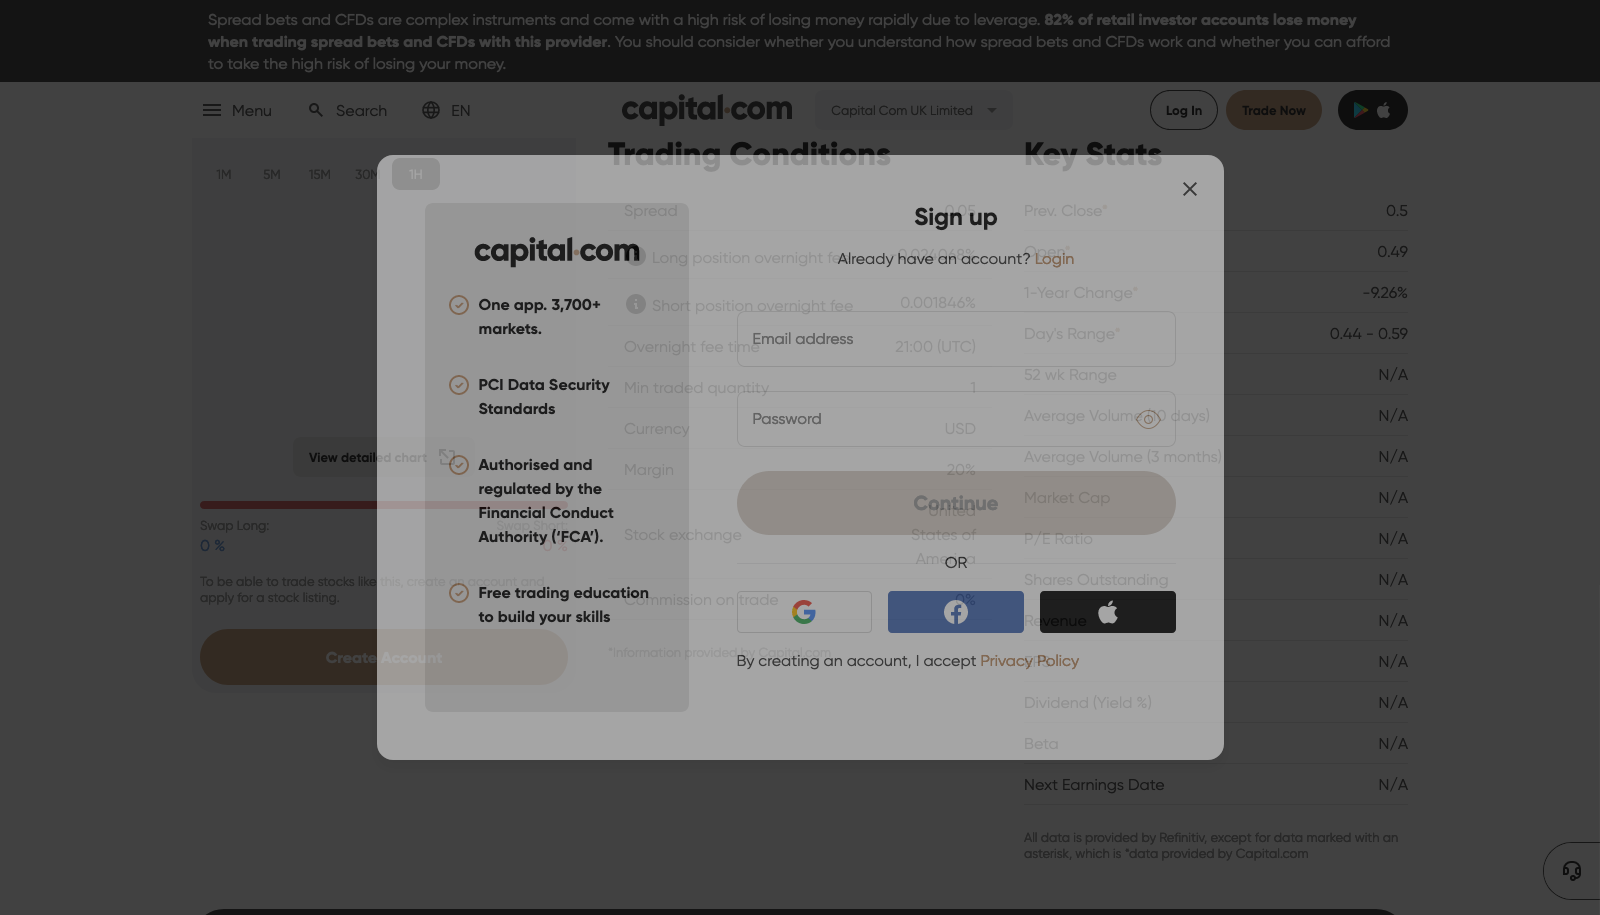 Spread bets and CFDs are complex instruments and come with a high risk of losing money rapidly due to leverage. 82% of retail investor accounts lose money
when trading spread bets and CFDs with this provider. You should consider whether you understand how spread bets and CFDs work and whether you can afford
to take the high risk of losing your money.
Menu
Search
EN
capital.com
Capital Com UK Limited
Log In
Trade Now
1M
5M
15M
30M
1H
View detailed chart
Swap Long:
0 %
Swap Short:
0 %
To be able to trade stocks like this, create an account and
apply for a stock listing.
Create Account
Trading Conditions
Spread
0.05
Long position overnight fee
Short position overnight fee
0.001846%
Overnight fee time
21:00 (UTC)
Min traded quantity
1
Currency
USD
Margin
20%
Stock exchange
United
States of
America
Commission on trade
0%
*Information provided by Capital.com
Key Stats
Prev. Close*
0.5
Open*
0.49
1-Year Change*
-9.26%
Day's Range*
0.44 - 0.59
52 wk Range
N/A
Average Volume (10 days)
N/A
Average Volume (3 months)
N/A
Market Cap
N/A
P/E Ratio
N/A
Shares Outstanding
N/A
Revenue
N/A
EPS
N/A
Dividend (Yield %)
N/A
Beta
N/A
Next Earnings Date
N/A
All data is provided by Refinitiv, except for data marked with an
asterisk, which is *data provided by Capital.com
capital.com
One app. 3,700+
markets.
PCI Data Security
Standards
Authorised and
regulated by the
Financial Conduct
Authority (‘FCA’).
Free trading education
to build your skills
Sign up
Already have an account? Login
Email address
Password
Continue
OR
By creating an account, I accept Privacy Policy